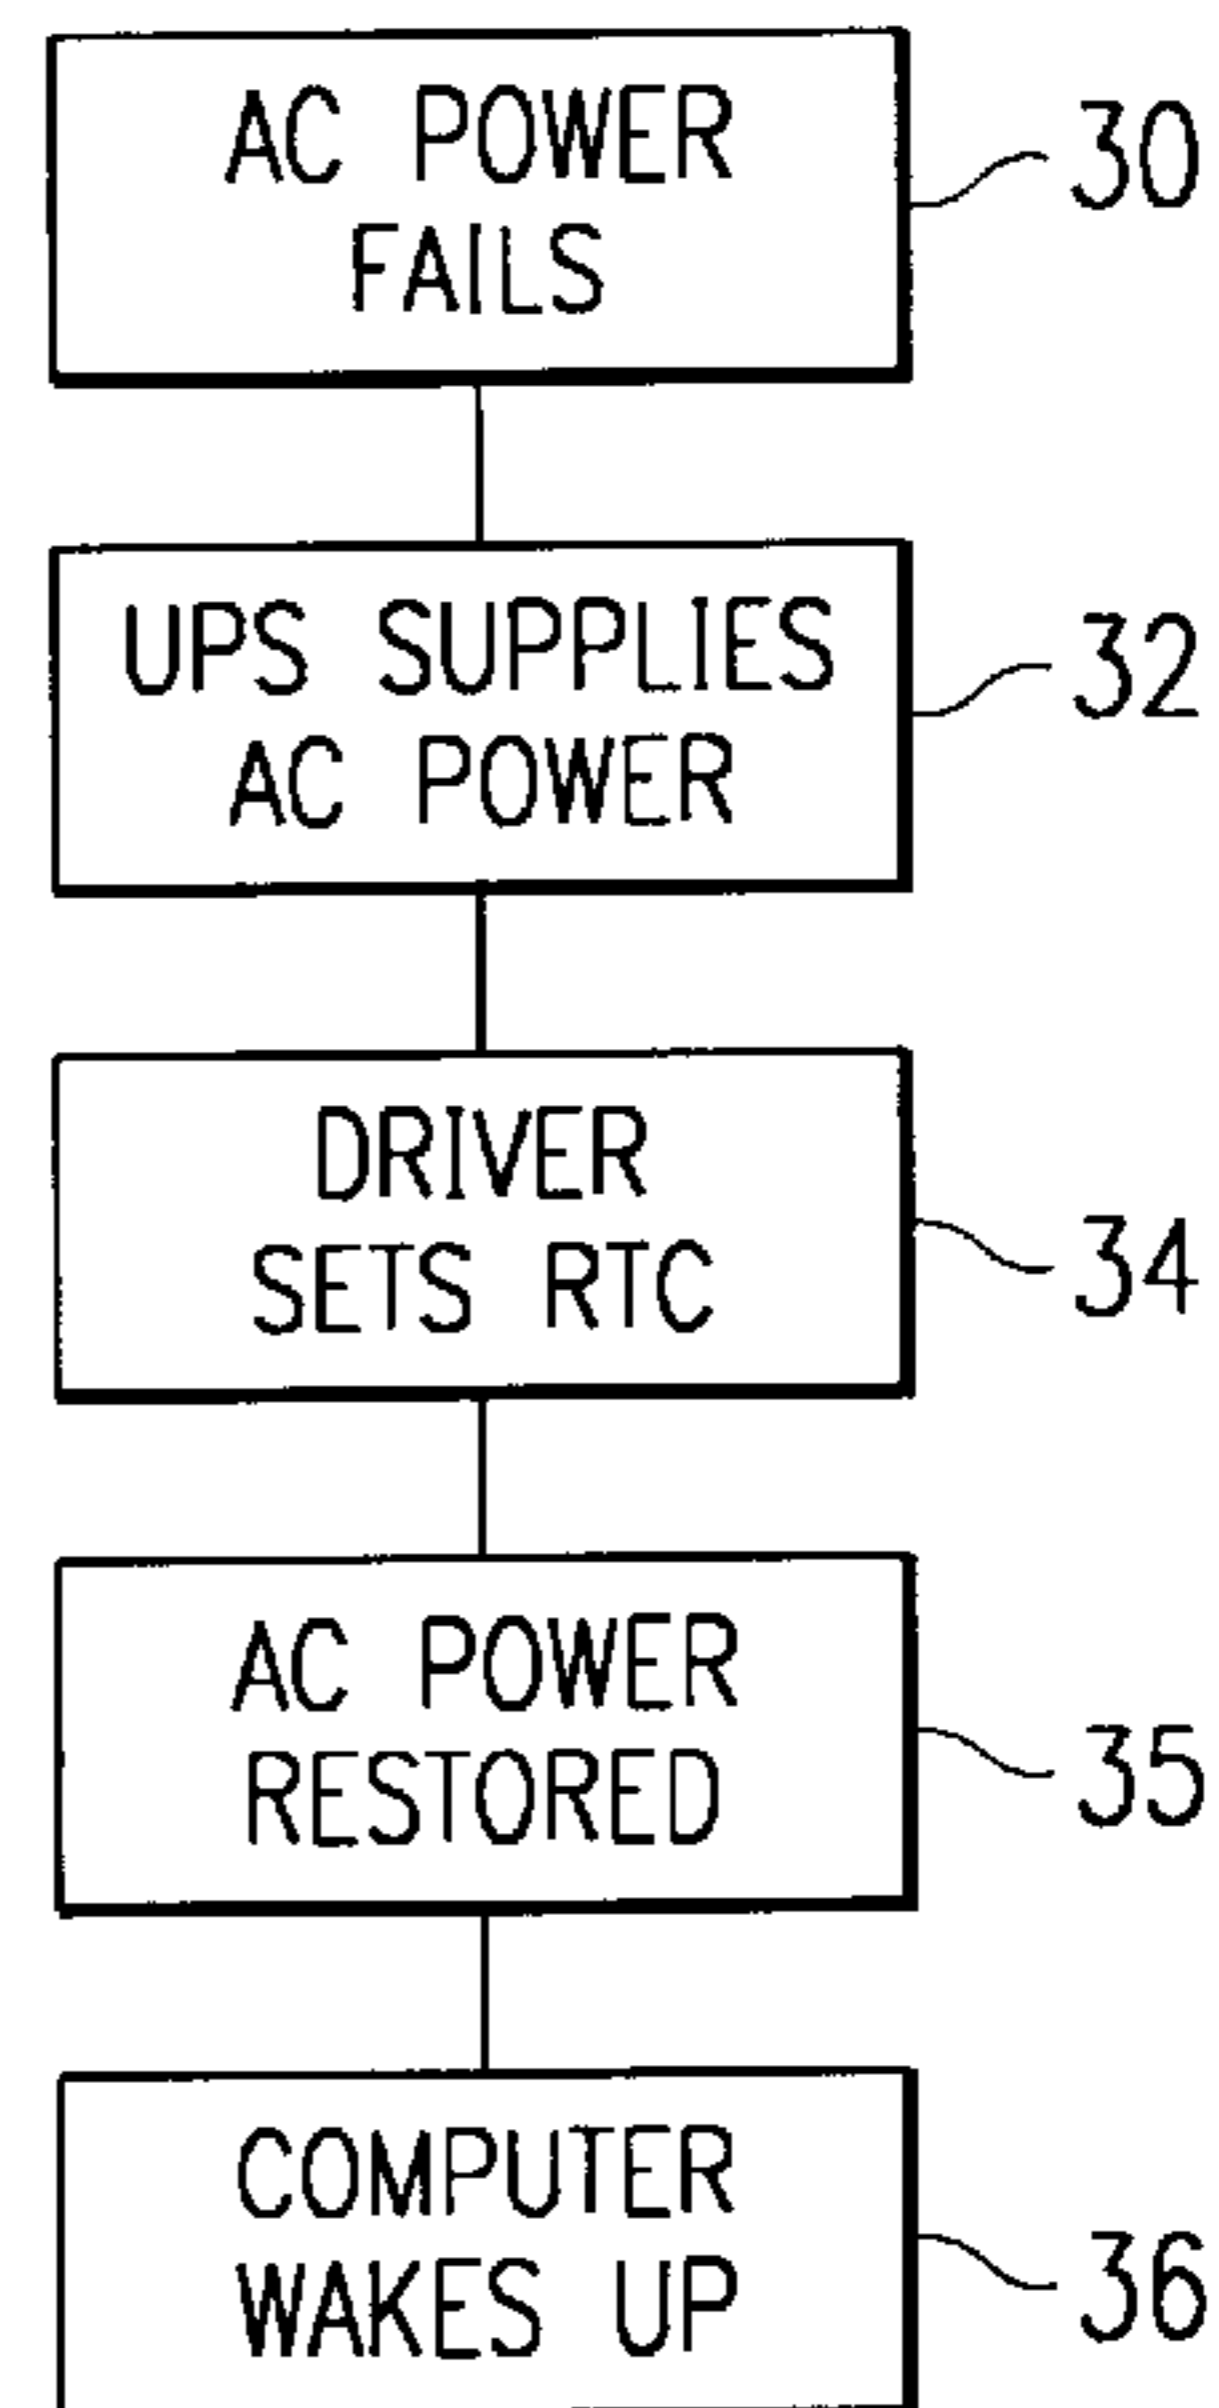 AC POWER
FAILS
30
UPS SUPPLIES
AC POWER
32
DRIVER
SETS RTC
34
AC POWER
RESTORED
35
COMPUTER
WAKES UP
36